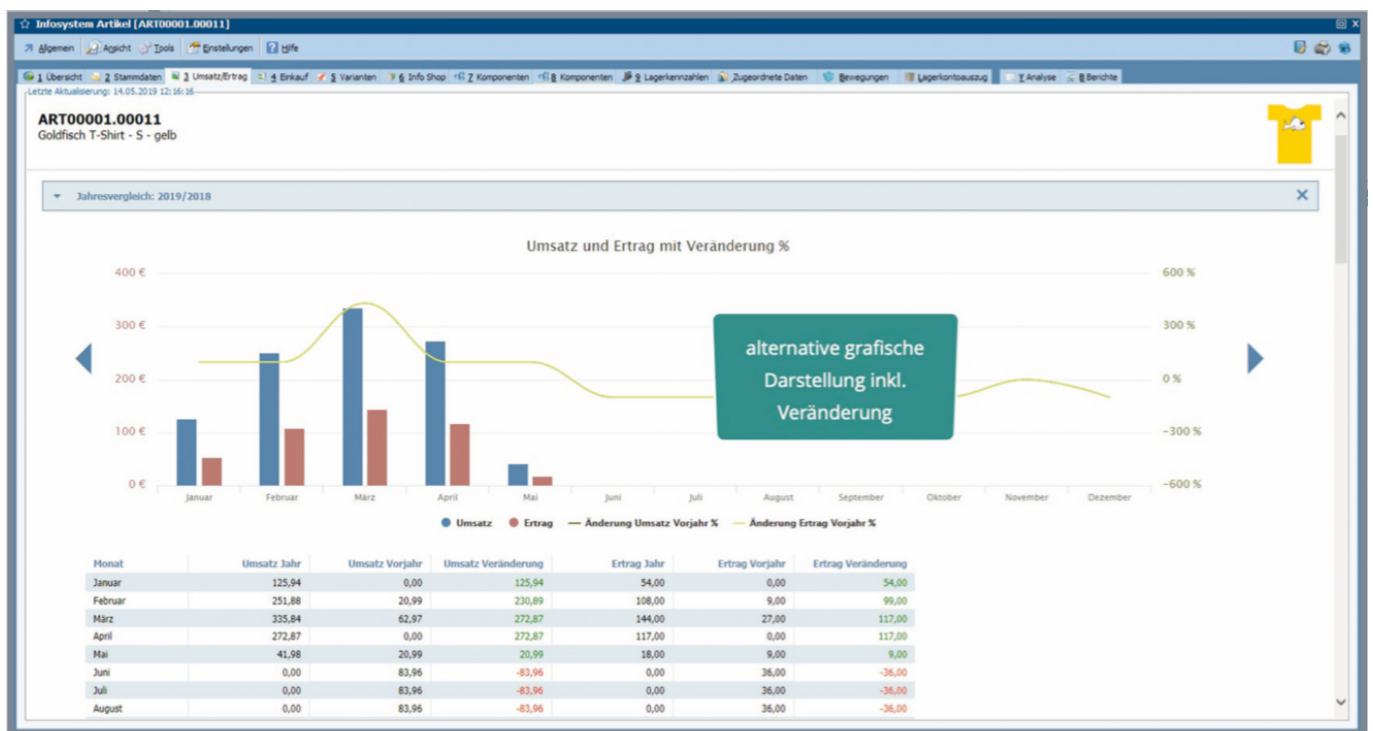 Infosystem Artikel [ART00001.00011]
Allgemein Ansicht Tools Einstellungen Hilfe
1 Übersicht 2 Stammdaten 3 Umsatz/Ertrag 4 Einkauf 5 Varianten 6 Info Shop 7 Komponenten 8 Komponenten 9 Lagerkennzahlen Zugeordnete Daten Bewegungen Lagerkontoauszug Y Analyse 8 Berichte
Letzte Aktualisierung: 14.05.2019 12:16:16
ART00001.00011
Goldfisch T-Shirt - S - gelb
Jahresvergleich: 2019/2018
Umsatz und Ertrag mit Veränderung %
400 € 600 %
300 € 300 %
200 € 0 %
100 € -300 %
0 € -600 %
alternative grafische
Darstellung inkl.
Veränderung
Januar Februar März April Mai Juni Juli August September Oktober November Dezember
Umsatz Ertrag Änderung Umsatz Vorjahr % Änderung Ertrag Vorjahr %
Monat Umsatz Jahr Umsatz Vorjahr Umsatz Veränderung Ertrag Jahr Ertrag Vorjahr Ertrag Veränderung
Januar 125,94 0,00 125,94 54,00 0,00 54,00
Februar 251,88 20,99 230,89 108,00 9,00 99,00
März 335,84 62,97 272,87 144,00 27,00 117,00
April 272,87 0,00 272,87 117,00 0,00 117,00
Mai 41,98 20,99 20,99 18,00 9,00 9,00
Juni 0,00 83,96 -83,96 0,00 36,00 -36,00
Juli 0,00 83,96 -83,96 0,00 36,00 -36,00
August 0,00 83,96 -83,96 0,00 36,00 -36,00